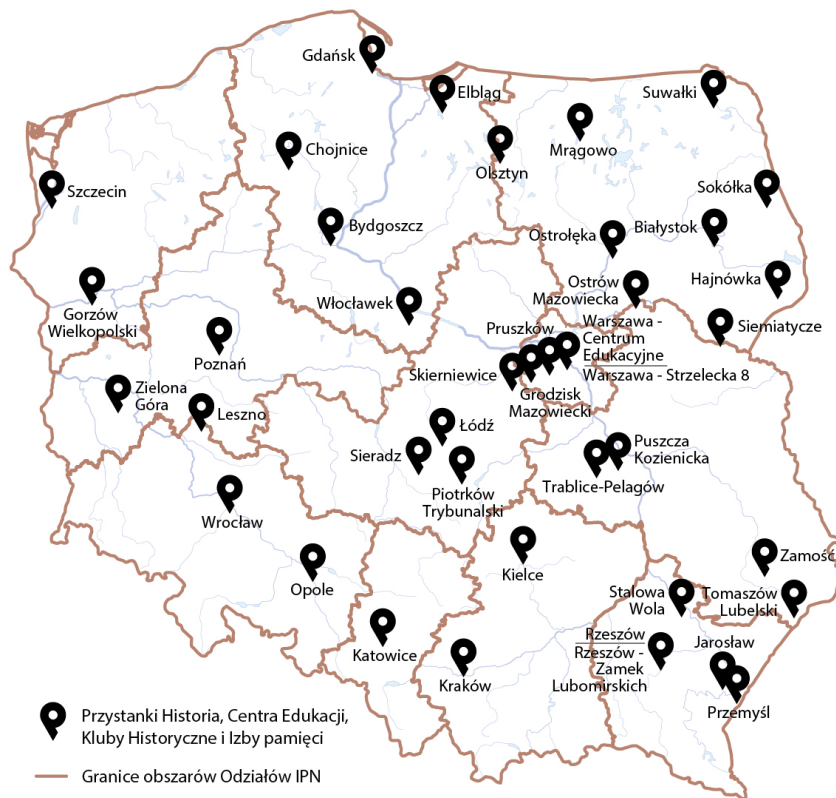 Gdańsk
Elbląg
Suwałki
Chojnice
Mrągowo
Olsztyn
Szczecin
Sokółka
Bydgoszcz
Białystok
Ostrołęka
Hajnówka
Ostrów
Mazowiecka
Gorzów
Wielkopolski
Włocławek
Siemiatycze
Pruszków
Warszawa -
Centrum
Edukacyjne
Warszawa - Strzelecka 8
Poznań
Skierniewice
Grodzisk
Mazowiecki
Zielona
Góra
Leszno
Łódź
Sieradz
Piotrków
Trybunalski
Puszcza
Kozienicka
Trablice-Pelagów
Wrocław
Opole
Kielce
Zamość
Stalowa
Wola
Tomaszów
Lubelski
Katowice
Kraków
Rzeszów
Rzeszów -
Zamek
Lubomirskich
Jarosław
Przemyśl
Przystanki Historia, Centra Edukacji,
Kluby Historyczne i Izby pamięci
Granice obszarów Odziałów IPN